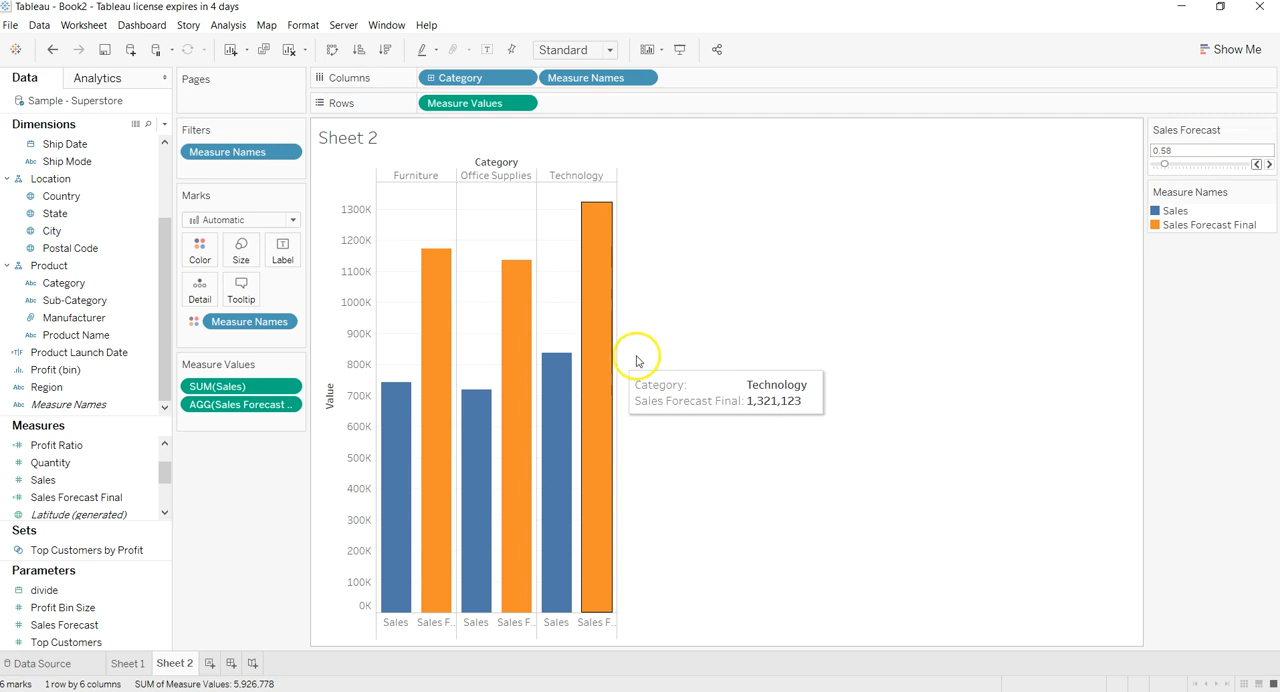 Tableau - Book2 - Tableau license expires in 4 days
File Data Worksheet Dashboard Story Analysis Map Format Server Window Help
Standard
Show Me
Data
Analytics
Sample - Superstore
Dimensions
Ship Date
Abc Ship Mode
Location
Country
State
City
Postal Code
Product
Abc Category
Abc Sub-Category
Manufacturer
Abc Product Name
Product Launch Date
Profit (bin)
Abc Region
Abc Measure Names
Measures
Profit Ratio
Quantity
Sales
Sales Forecast Final
Latitude (generated)
Sets
Top Customers by Profit
Parameters
divide
Profit Bin Size
Sales Forecast
Top Customers
Pages
Filters
Measure Names
Marks
Automatic
Color
Size
Label
Detail
Tooltip
Measure Names
Measure Values
SUM(Sales)
AGG(Sales Forecast ..
Columns
Category
Measure Names
Rows
Measure Values
Sheet 2
Category
Furniture
Office Supplies
Technology
1300K
1200K
1100K
1000K
900K
800K
700K
600K
500K
400K
300K
200K
100K
0K
Value
Sales
Sales F..
Sales
Sales F..
Sales
Sales F..
Category: Technology
Sales Forecast Final: 1,321,123
Sales Forecast
0.58
Measure Names
Sales
Sales Forecast Final
Data Source
Sheet 1
Sheet 2
6 marks
1 row by 6 columns
SUM of Measure Values: 5,926,778